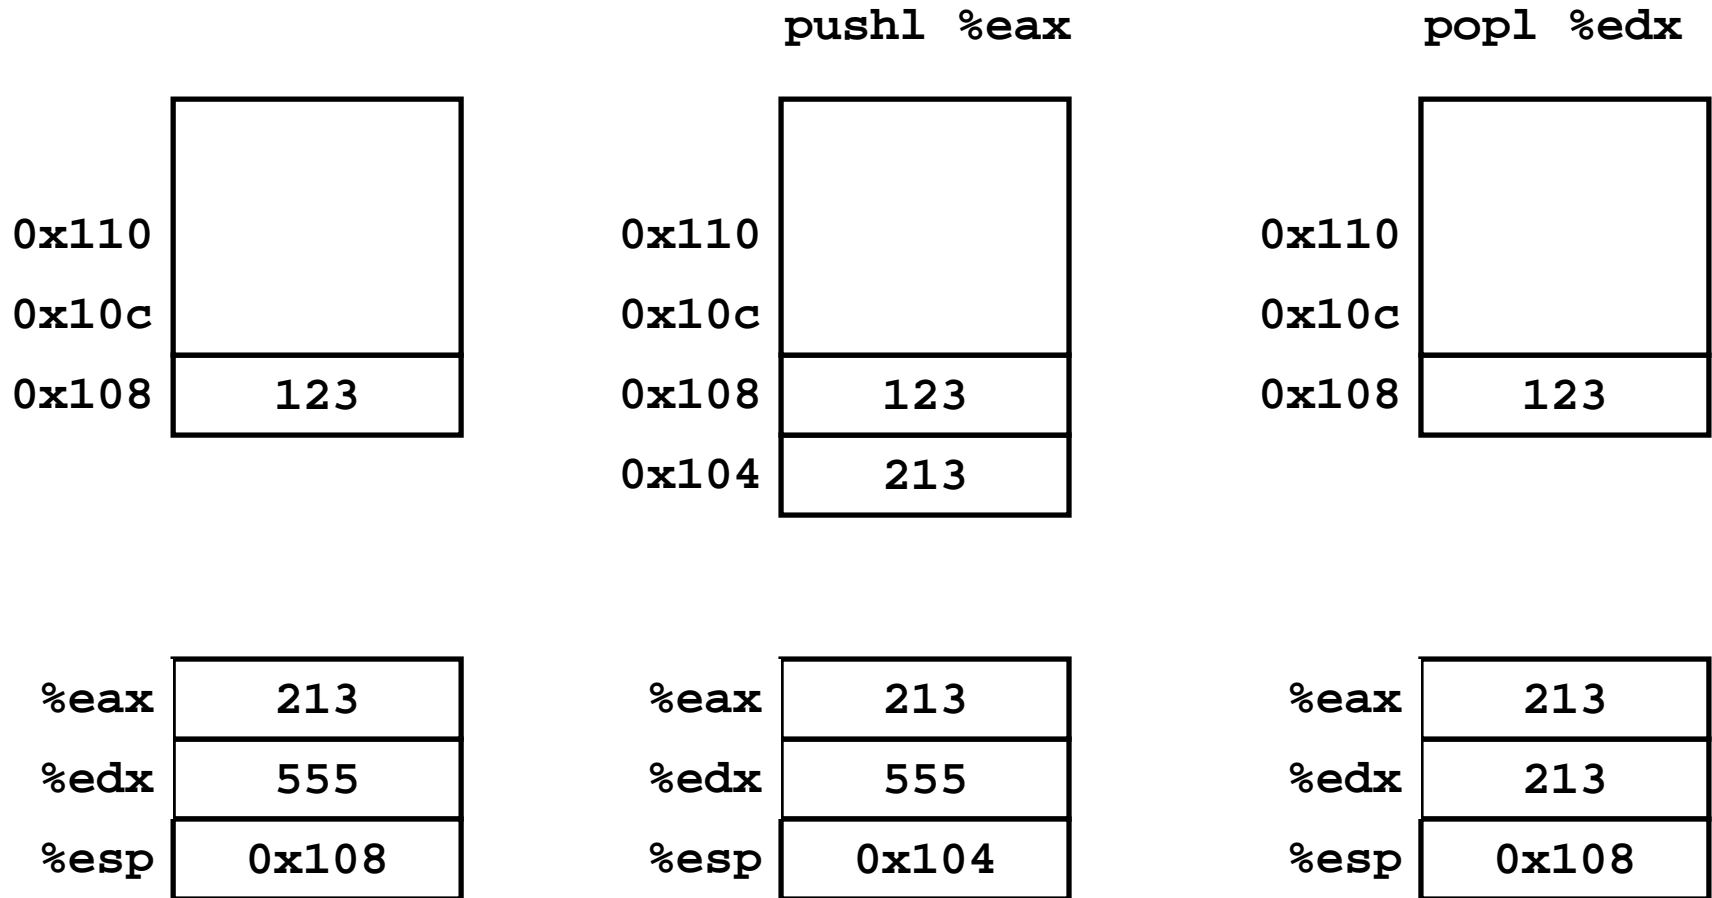 pushl %eax popl %edx
0x110 0x110 0x110
0x10c 0x10c 0x10c
0x108 123 0x108 123 0x108 123
0x104 213
%eax 213 %eax 213 %eax 213
%edx 555 %edx 555 %edx 213
%esp 0x108 %esp 0x104 %esp 0x108